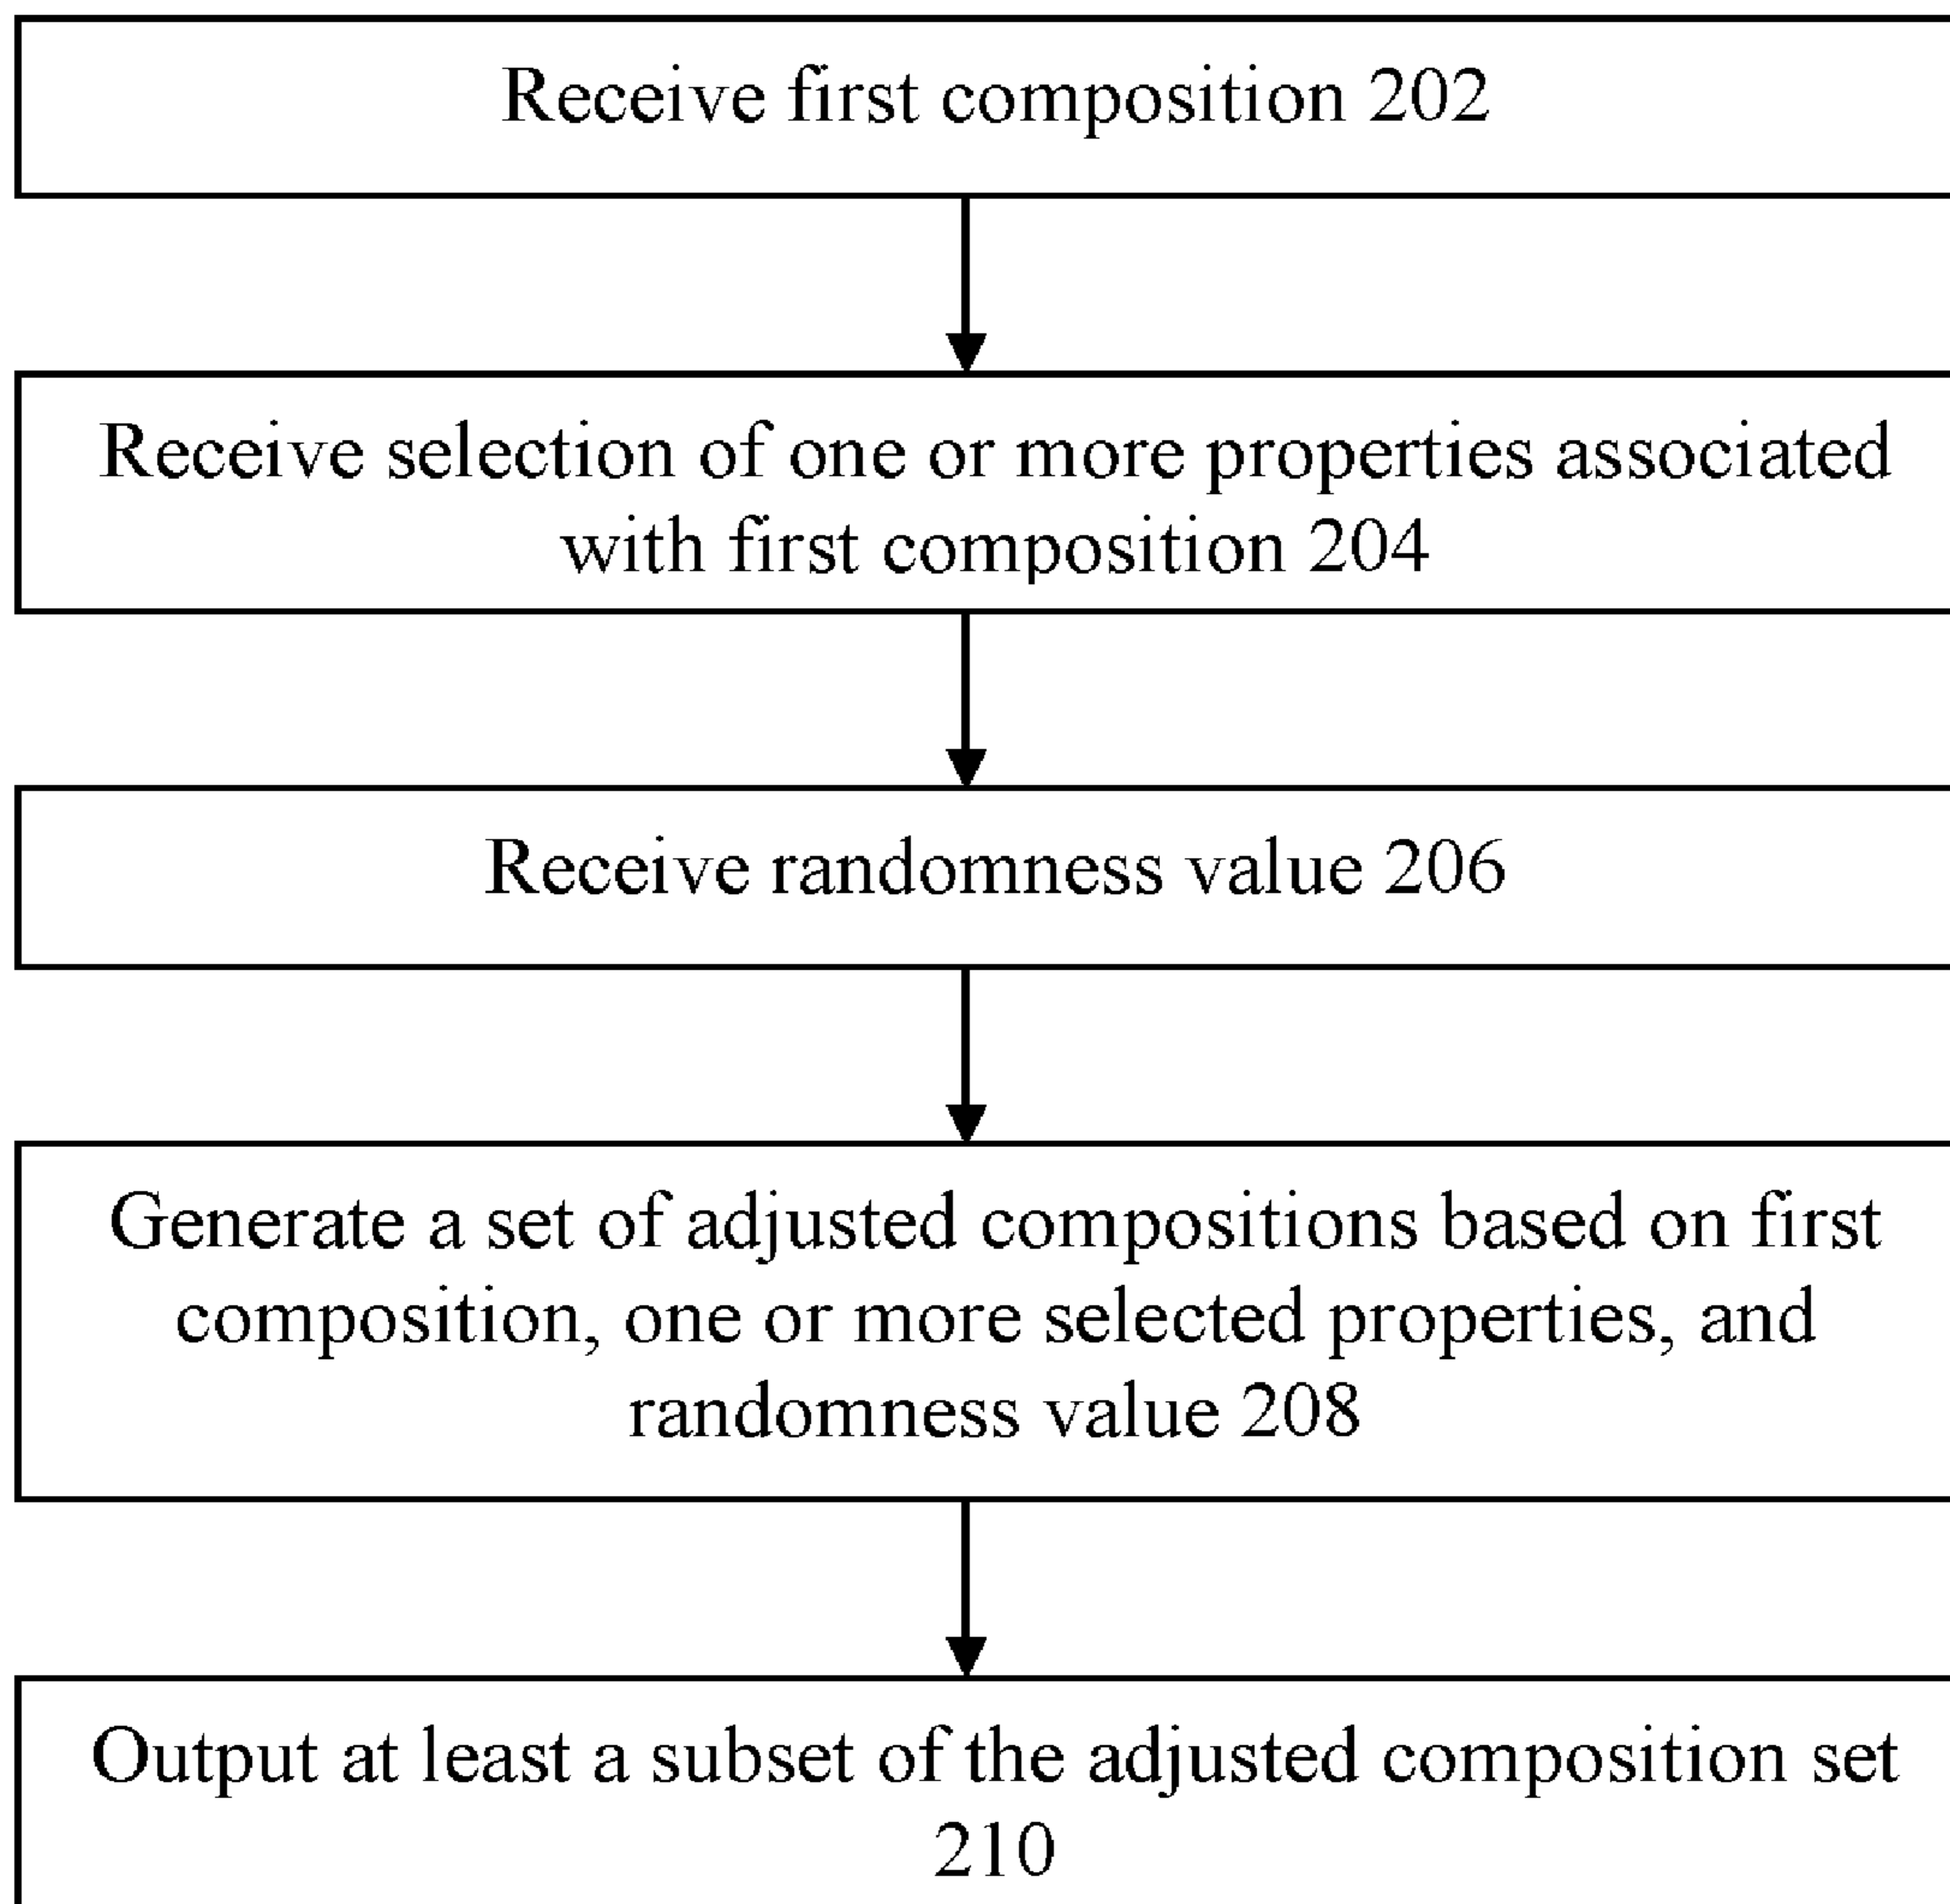 Receive first composition 202
Receive selection of one or more properties associated
with first composition 204
Receive randomness value 206
Generate a set of adjusted compositions based on first
composition, one or more selected properties, and
randomness value 208
Output at least a subset of the adjusted composition set
210